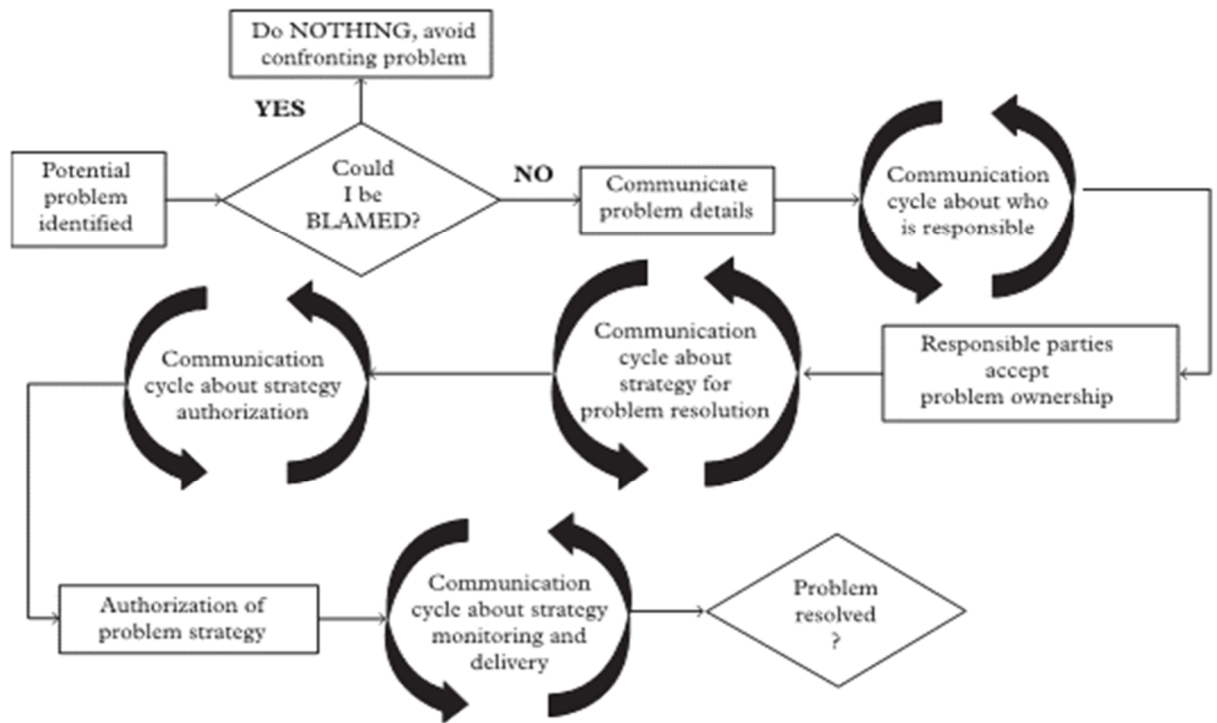 Do NOTHING, avoid
confronting problem
YES
Potential
problem
identified
Could
I be
BLAMED?
NO
Communicate
problem details
Communication
cycle about who
is responsible
Responsible parties
accept
problem ownership
Communication
cycle about
strategy for
problem resolution
Communication
cycle about strategy
authorization
Authorization of
problem strategy
Communication
cycle about strategy
monitoring and
delivery
Problem
resolved
?